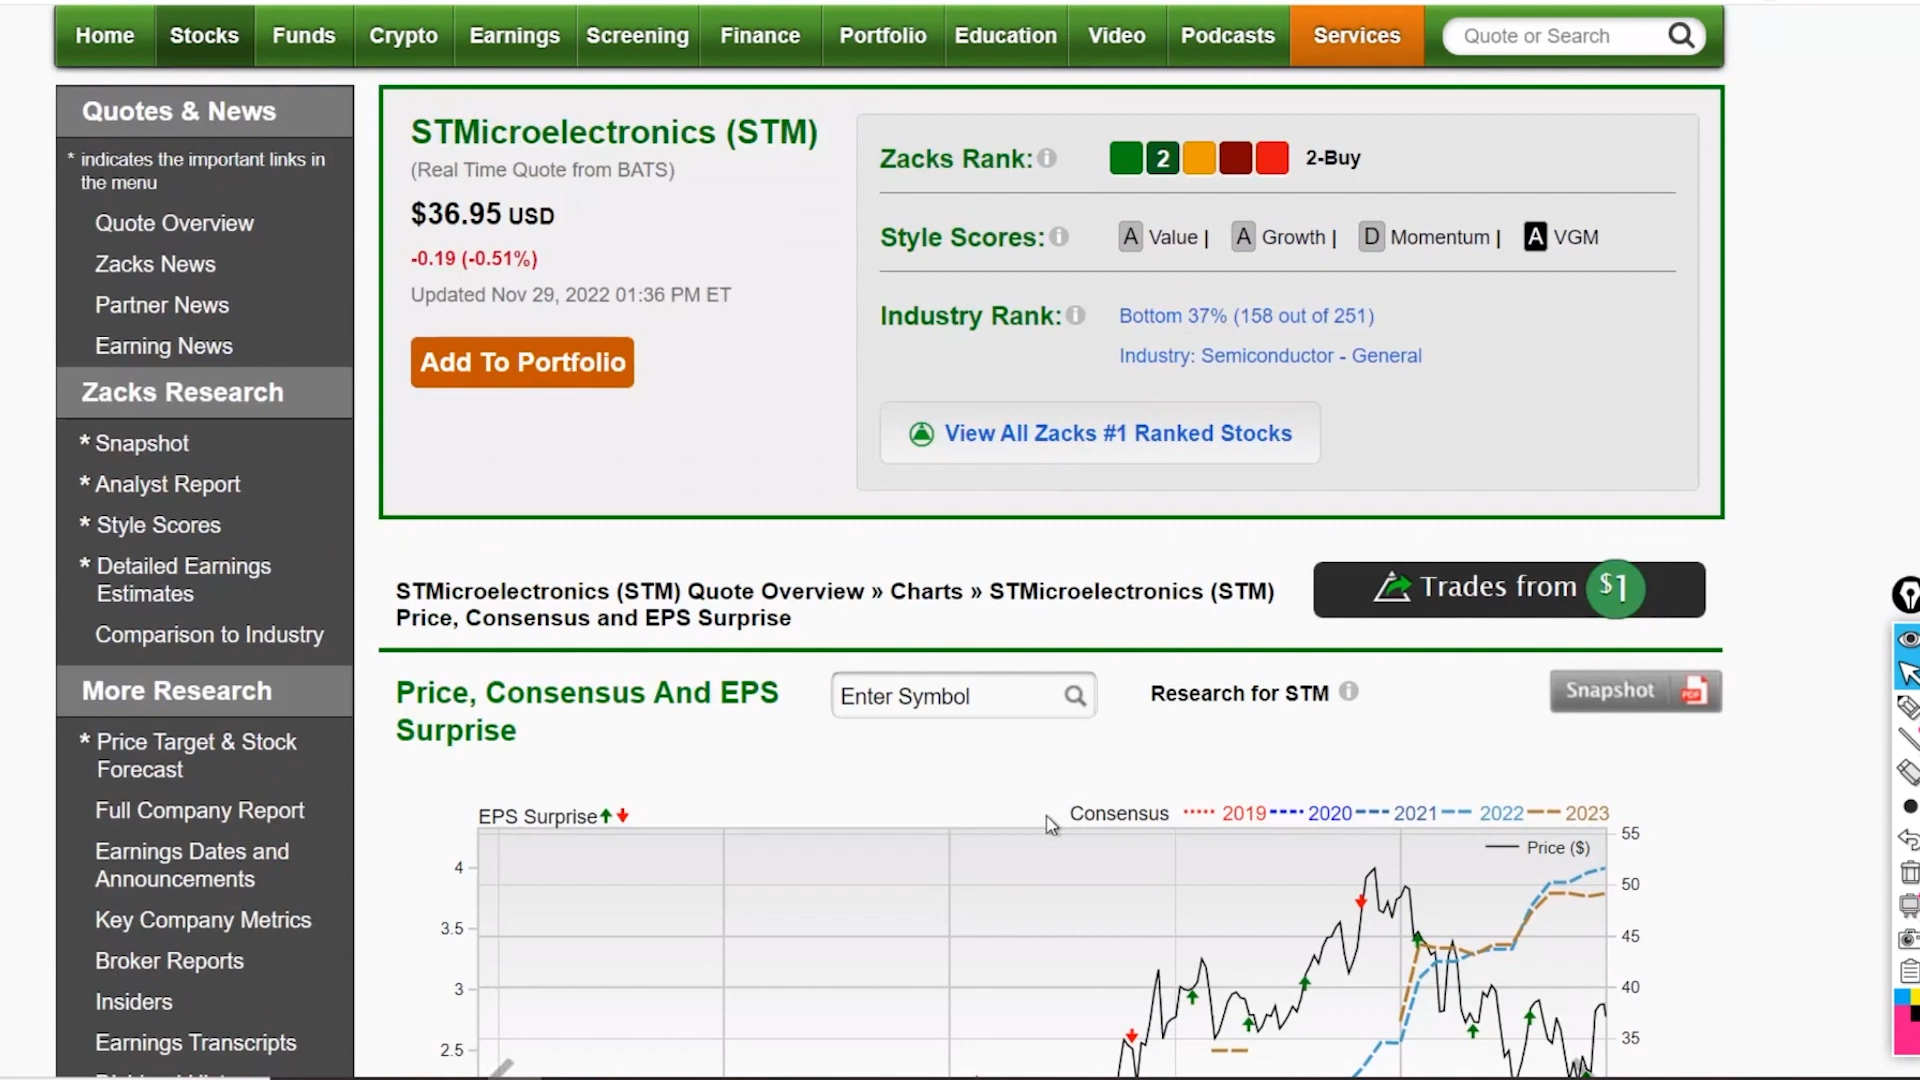 Home Stocks Funds Crypto Earnings Screening Finance Portfolio Education Video Podcasts Services Quote or Search
Quotes & News
* indicates the important links in
the menu
Quote Overview
Zacks News
Partner News
Earning News
Zacks Research
* Snapshot
* Analyst Report
* Style Scores
* Detailed Earnings
Estimates
Comparison to Industry
More Research
* Price Target & Stock
Forecast
Full Company Report
Earnings Dates and
Announcements
Key Company Metrics
Broker Reports
Insiders
Earnings Transcripts
STMicroelectronics (STM)
(Real Time Quote from BATS)
$36.95 USD
-0.19 (-0.51%)
Updated Nov 29, 2022 01:36 PM ET
Add To Portfolio
Zacks Rank: 2 2-Buy
Style Scores: A Value | A Growth | D Momentum | A VGM
Industry Rank: Bottom 37% (158 out of 251)
Industry: Semiconductor - General
View All Zacks #1 Ranked Stocks
STMicroelectronics (STM) Quote Overview » Charts » STMicroelectronics (STM)
Price, Consensus and EPS Surprise
Trades from $1
Price, Consensus And EPS
Surprise
Enter Symbol
Research for STM
Snapshot PDF
EPS Surprise
Consensus 2019 2020 2021 2022 2023
Price ($)
4
3.5
3
2.5
55
50
45
40
35